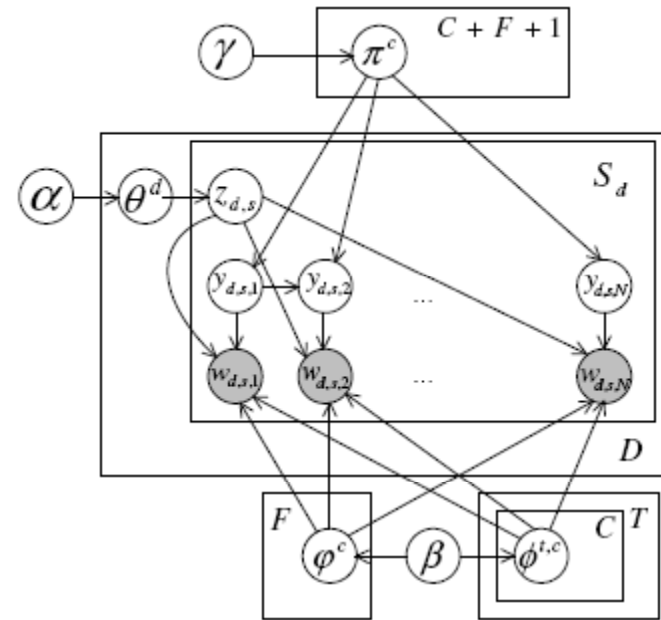 γ π^c C + F + 1
α θ^d z_{d,s} S_d
y_{d,s,1} y_{d,s,2} ... y_{d,s,N}
w_{d,s,1} w_{d,s,2} ... w_{d,s,N}
D
F C T
φ^c β ϕ^{t,c}